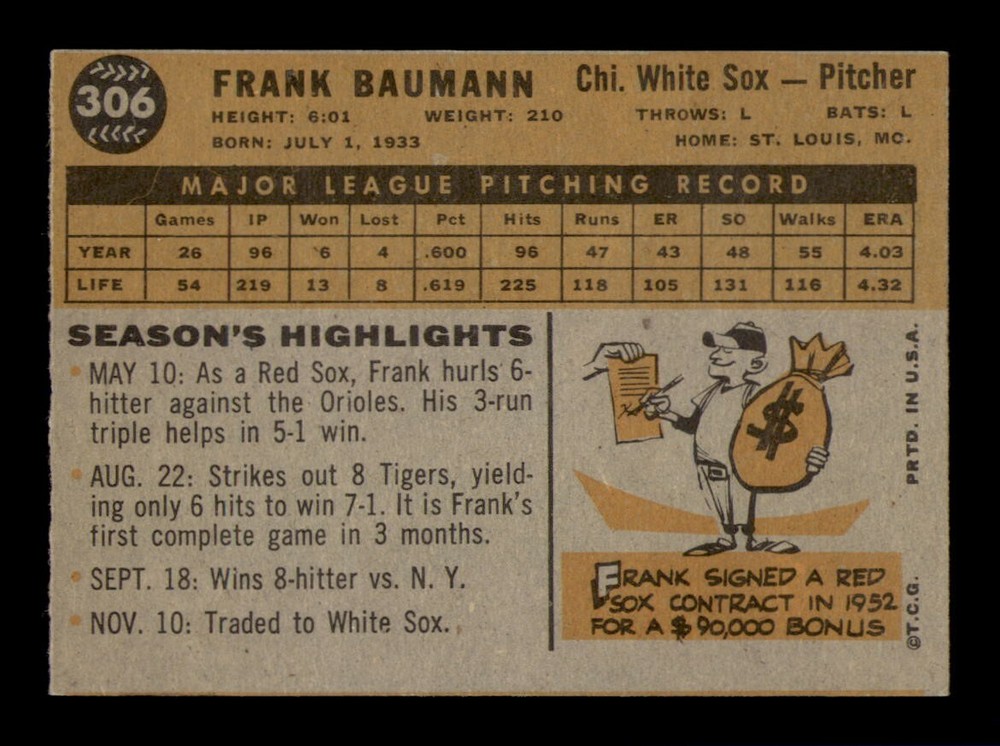 306
FRANK BAUMANN Chi. White Sox — Pitcher
HEIGHT: 6:01 WEIGHT: 210 THROWS: L BATS: L
BORN: JULY 1, 1933 HOME: ST. LOUIS, MO.
MAJOR LEAGUE PITCHING RECORD
Games IP Won Lost Pct Hits Runs ER SO Walks ERA
YEAR 26 96 6 4 .600 96 47 43 48 55 4.03
LIFE 54 219 13 8 .619 225 118 105 131 116 4.32
SEASON'S HIGHLIGHTS
• MAY 10: As a Red Sox, Frank hurls 6-
hitter against the Orioles. His 3-run
triple helps in 5-1 win.
• AUG. 22: Strikes out 8 Tigers, yield-
ing only 6 hits to win 7-1. It is Frank's
first complete game in 3 months.
• SEPT. 18: Wins 8-hitter vs. N. Y.
• NOV. 10: Traded to White Sox.
$
FRANK SIGNED A RED
SOX CONTRACT IN 1952
FOR A $90,000 BONUS
©T.C.G. PRTD. IN U.S.A.